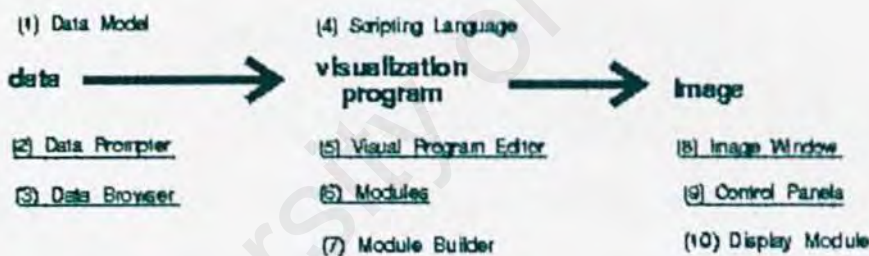 (1) Data Model
(4) Scripting Language
data
visualization
program
Image
(2) Data Prompter
(5) Visual Program Editor
(8) Image Window
(3) Data Browser
(6) Modules
(9) Control Panels
(7) Module Builder
(10) Display Module
ersity o